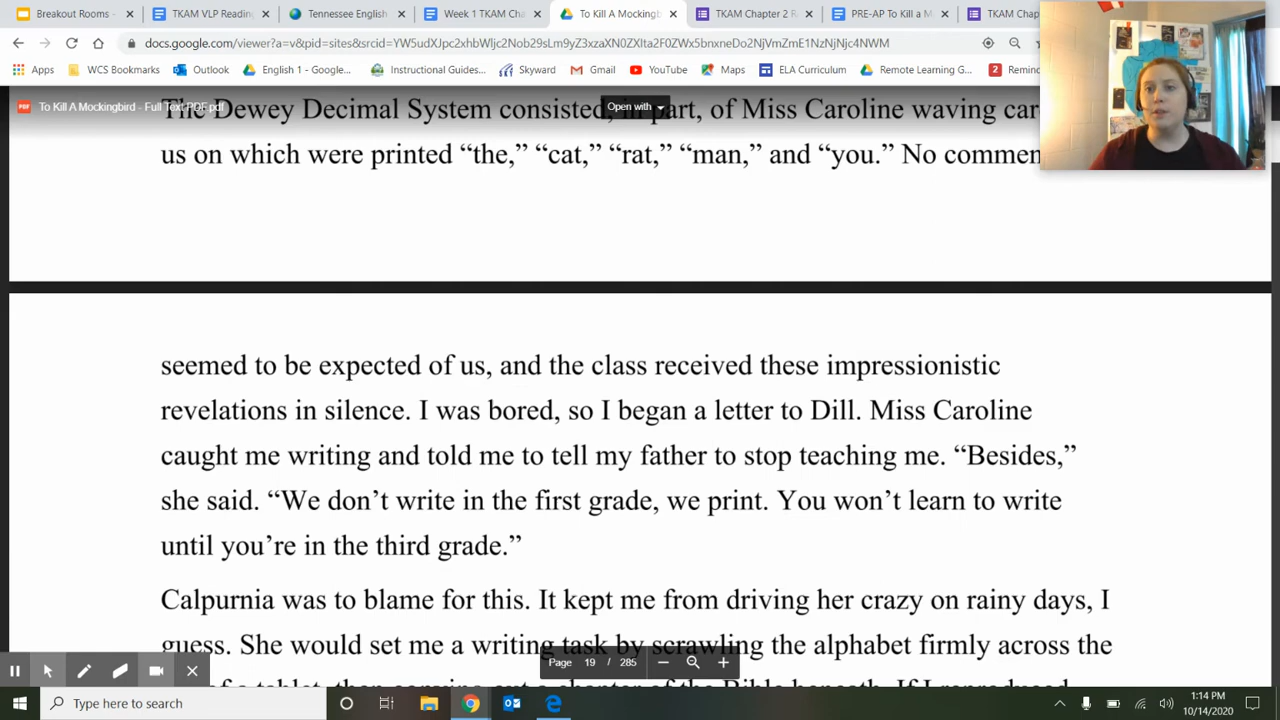 Breakout Rooms -
TKAM VLP Reading
Tennessee English
Week 1 TKAM Cha
To Kill A Mockingb
TKAM Chapter 2 R
PRE-AP To Kill a M
TKAM Chap
docs.google.com/viewer?a=v&pid=sites&srcid=
Apps
WCS Bookmarks
Outlook
English 1 - Google...
Instructional Guides...
Skyward
Gmail
YouTube
Maps
ELA Curriculum
Remote Learning G...
Remin
To Kill A Mockingbird - Full Text PDF.pdf
Open with
The Dewey Decimal System consisted, in part, of Miss Caroline waving car
us on which were printed “the,” “cat,” “rat,” “man,” and “you.” No commen
seemed to be expected of us, and the class received these impressionistic
revelations in silence. I was bored, so I began a letter to Dill. Miss Caroline
caught me writing and told me to tell my father to stop teaching me. “Besides,”
she said. “We don’t write in the first grade, we print. You won’t learn to write
until you’re in the third grade.”
Calpurnia was to blame for this. It kept me from driving her crazy on rainy days, I
guess. She would set me a writing task by scrawling the alphabet firmly across the
Page 19 / 285
Type here to search
1:14 PM
10/14/2020